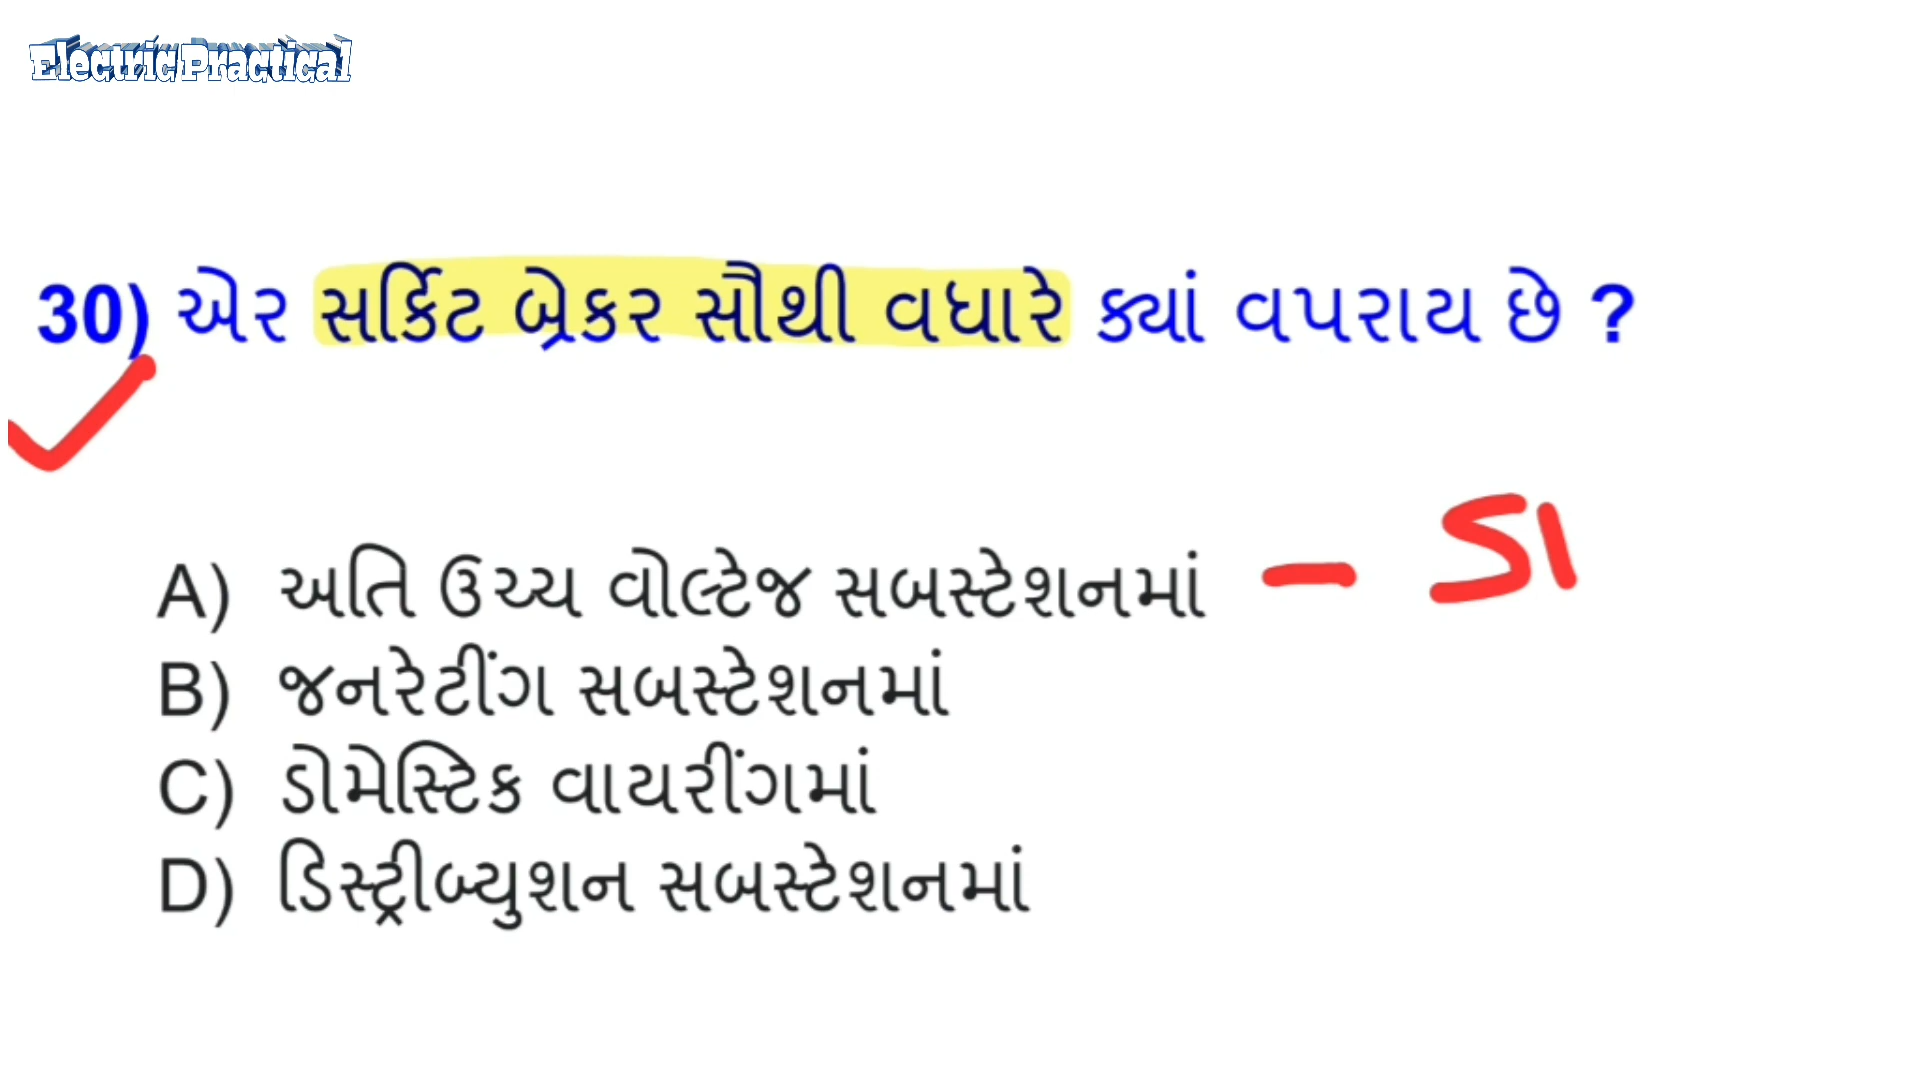 Electric Practical
30) એર સર્કિટ બ્રેકર સૌથી વધારે ક્યાં વપરાય છે ?
A) અતિ ઉચ્ચ વોલ્ટેજ સબસ્ટેશનમાં – SI
B) જનરેટીંગ સબસ્ટેશનમાં
C) ડોમેસ્ટિક વાયરીંગમાં
D) ડિસ્ટ્રીબ્યુશન સબસ્ટેશનમાં